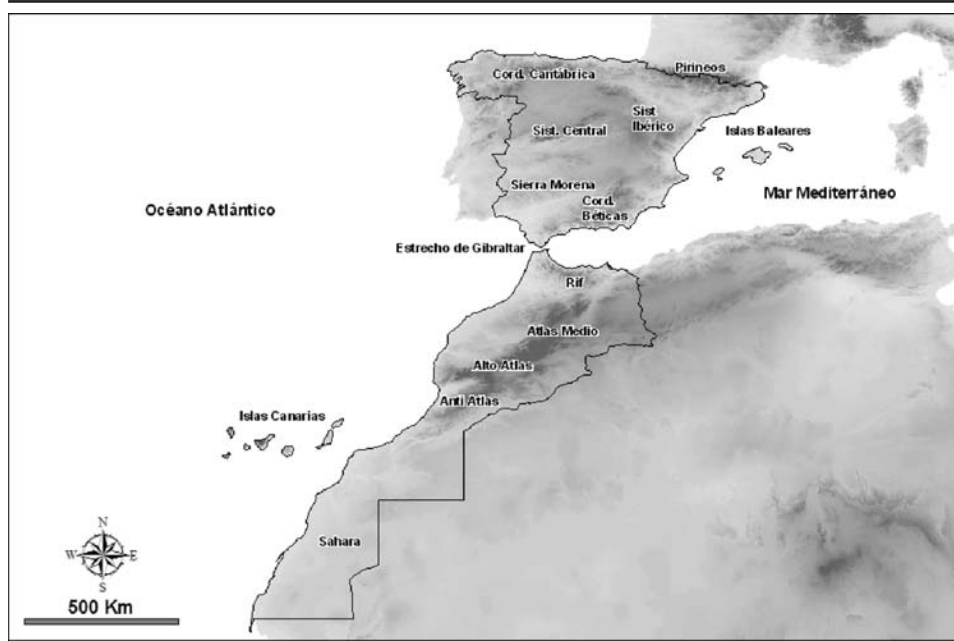 Cord. Cantábrica
Pirineos
Sist
Ibérico
Sist. Central
Islas Baleares
Sierra Morena
Mar Mediterráneo
Cord.
Béticas
Océano Atlántico
Estrecho de Gibraltar
Rif
Atlas Medio
Alto Atlas
Anti Atlas
Islas Canarias
Sahara
N
W
E
S
500 Km